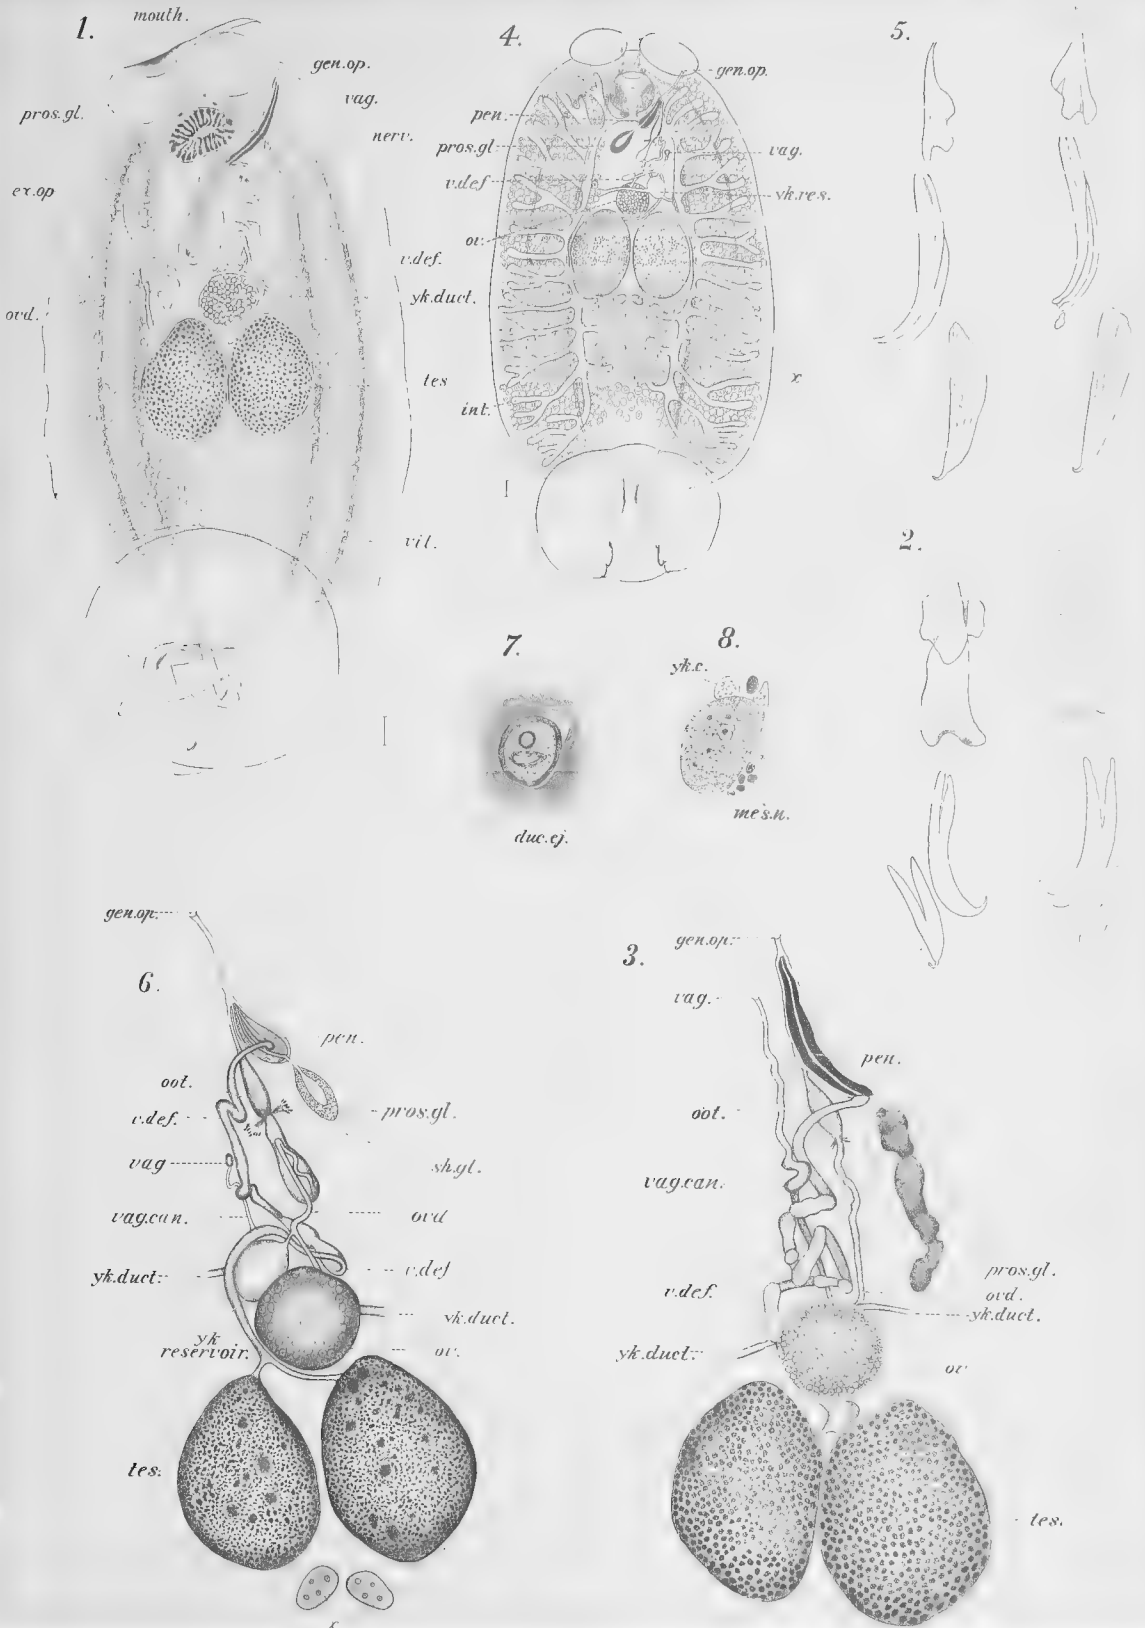 1.
mouth.
gen.op.
vag.
pros.gl.
nerv.
ex.op
v.def.
ovd.
tes
vit.
4.
gen.op.
pen.
pros.gl
vag.
v.def
yk.res.
ov.
yk.duct.
x
int.
5.
2.
7.
duc.ej.
8.
yk.c.
mes.n.
6.
gen.op.
pen.
oot.
v.def.
pros.gl.
vag
sh.gl.
vag.can.
ovd
yk.duct.
v.def
yk.duct.
yk
reservoir.
ov.
tes.
x
3.
gen.op.
vag.
pen.
oot.
vag.can.
pros.gl.
v.def.
ovd.
yk.duct.
yk.duct.
ov
tes.